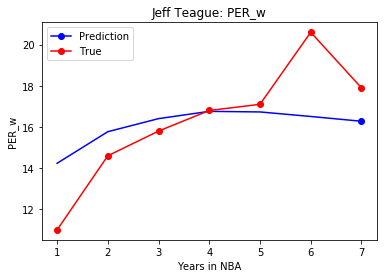 Jeff Teague: PER_w
Prediction
True
PER_w
20
18
16
14
12
1 2 3 4 5 6 7
Years in NBA